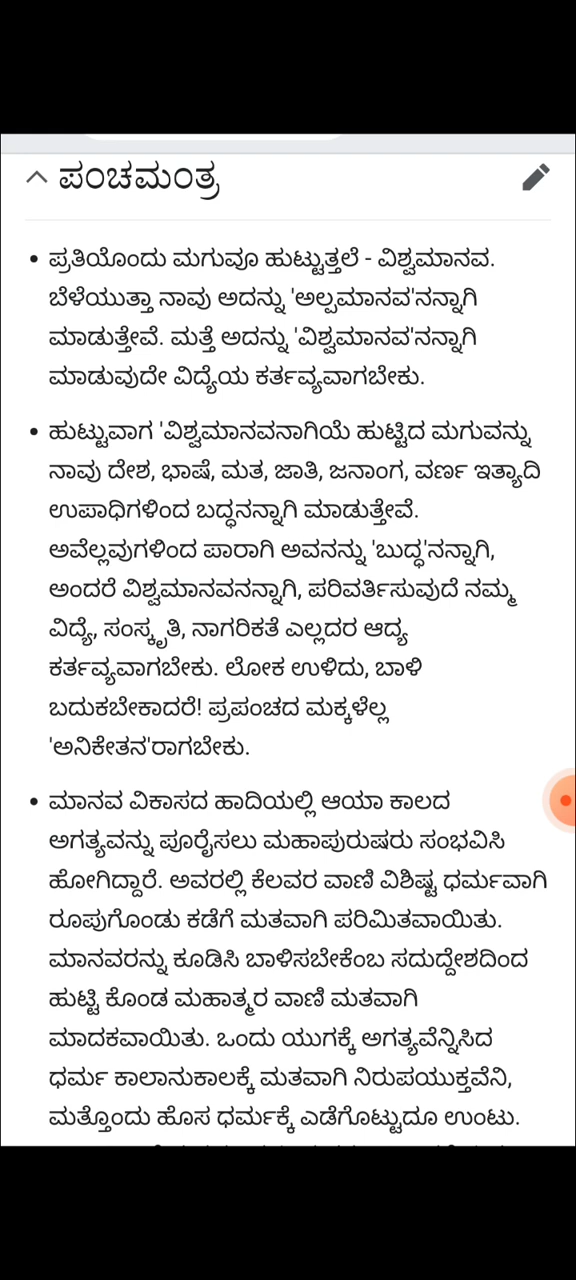 ಪಂಚಮಂತ್ರ
ಪ್ರತಿಯೊಂದು ಮಗುವೂ ಹುಟ್ಟುತ್ತಲೆ - ವಿಶ್ವಮಾನವ.
ಬೆಳೆಯುತ್ತಾ ನಾವು ಅದನ್ನು 'ಅಲ್ಪಮಾನವ'ನನ್ನಾಗಿ
ಮಾಡುತ್ತೇವೆ. ಮತ್ತೆ ಅದನ್ನು 'ವಿಶ್ವಮಾನವ'ನನ್ನಾಗಿ
ಮಾಡುವುದೇ ವಿದ್ಯೆಯ ಕರ್ತವ್ಯವಾಗಬೇಕು.
ಹುಟ್ಟುವಾಗ 'ವಿಶ್ವಮಾನವನಾಗಿಯೆ ಹುಟ್ಟಿದ ಮಗುವನ್ನು
ನಾವು ದೇಶ, ಭಾಷೆ, ಮತ, ಜಾತಿ, ಜನಾಂಗ, ವರ್ಣ ಇತ್ಯಾದಿ
ಉಪಾಧಿಗಳಿಂದ ಬದ್ಧನನ್ನಾಗಿ ಮಾಡುತ್ತೇವೆ.
ಅವೆಲ್ಲವುಗಳಿಂದ ಪಾರಾಗಿ ಅವನನ್ನು 'ಬುದ್ಧ'ನನ್ನಾಗಿ,
ಅಂದರೆ ವಿಶ್ವಮಾನವನನ್ನಾಗಿ, ಪರಿವರ್ತಿಸುವುದೆ ನಮ್ಮ
ವಿದ್ಯೆ, ಸಂಸ್ಕೃತಿ, ನಾಗರಿಕತೆ ಎಲ್ಲದರ ಆದ್ಯ
ಕರ್ತವ್ಯವಾಗಬೇಕು. ಲೋಕ ಉಳಿದು, ಬಾಳಿ
ಬದುಕಬೇಕಾದರೆ! ಪ್ರಪಂಚದ ಮಕ್ಕಳೆಲ್ಲ
'ಅನಿಕೇತನ'ರಾಗಬೇಕು.
ಮಾನವ ವಿಕಾಸದ ಹಾದಿಯಲ್ಲಿ ಆಯಾ ಕಾಲದ
ಅಗತ್ಯವನ್ನು ಪೂರೈಸಲು ಮಹಾಪುರುಷರು ಸಂಭವಿಸಿ
ಹೋಗಿದ್ದಾರೆ. ಅವರಲ್ಲಿ ಕೆಲವರ ವಾಣಿ ವಿಶಿಷ್ಟ ಧರ್ಮವಾಗಿ
ರೂಪುಗೊಂಡು ಕಡೆಗೆ ಮತವಾಗಿ ಪರಿಮಿತವಾಯಿತು.
ಮಾನವರನ್ನು ಕೂಡಿಸಿ ಬಾಳಿಸಬೇಕೆಂಬ ಸದುದ್ದೇಶದಿಂದ
ಹುಟ್ಟಿ ಕೊಂಡ ಮಹಾತ್ಮರ ವಾಣಿ ಮತವಾಗಿ
ಮಾದಕವಾಯಿತು. ಒಂದು ಯುಗಕ್ಕೆ ಅಗತ್ಯವೆನ್ನಿಸಿದ
ಧರ್ಮ ಕಾಲಾನುಕಾಲಕ್ಕೆ ಮತವಾಗಿ ನಿರುಪಯುಕ್ತವೆನಿ,
ಮತ್ತೊಂದು ಹೊಸ ಧರ್ಮಕ್ಕೆ ಎಡೆಗೊಟ್ಟುದೂ ಉಂಟು.